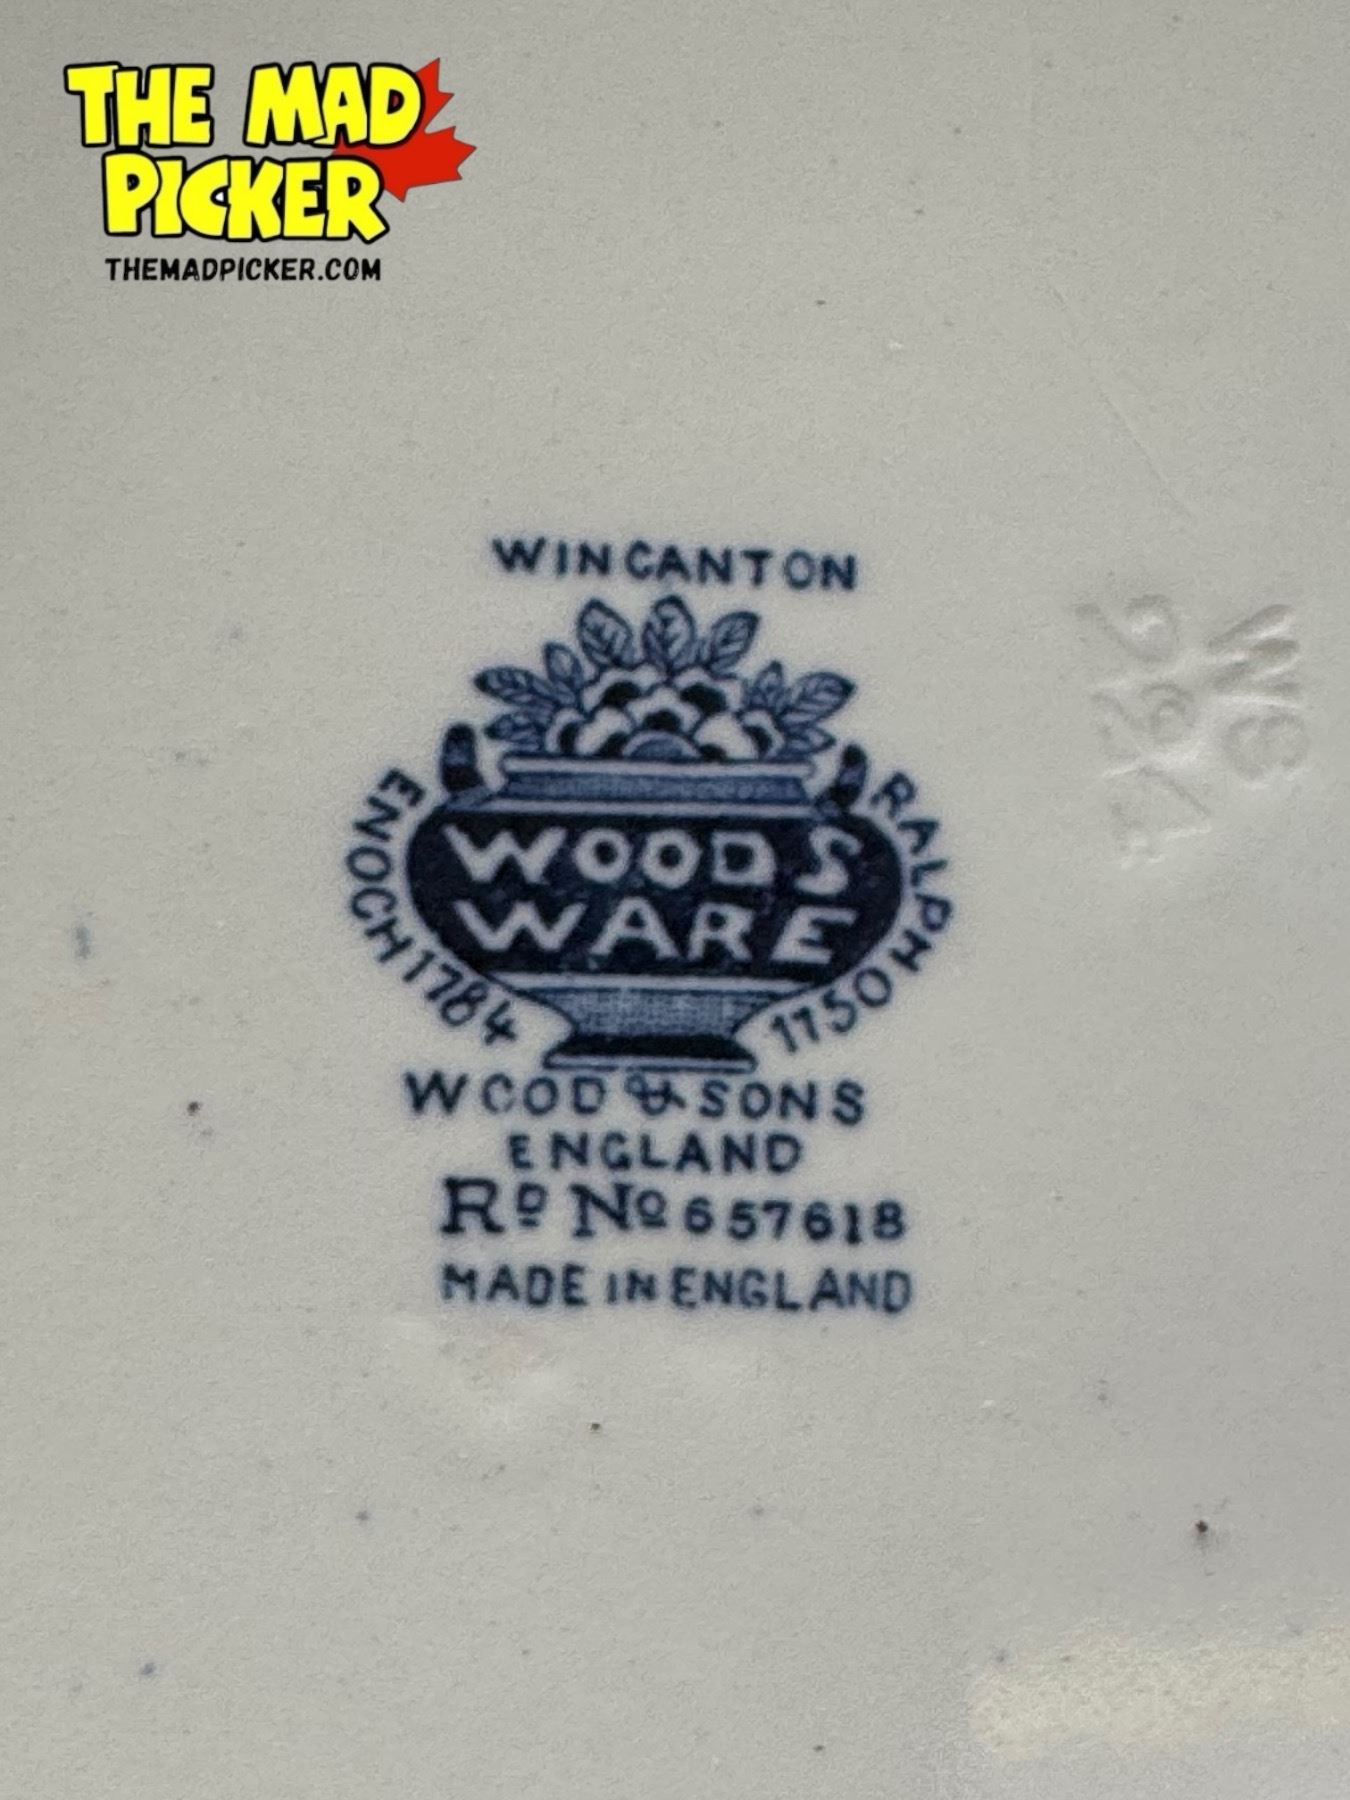 THE MAD
PICKER
THEMADPICKER.COM
WINCANTON
WOODS
WARE
ENOCH 1784
RALPH 1750
WOOD & SONS
ENGLAND
RD No 657618
MADE IN ENGLAND